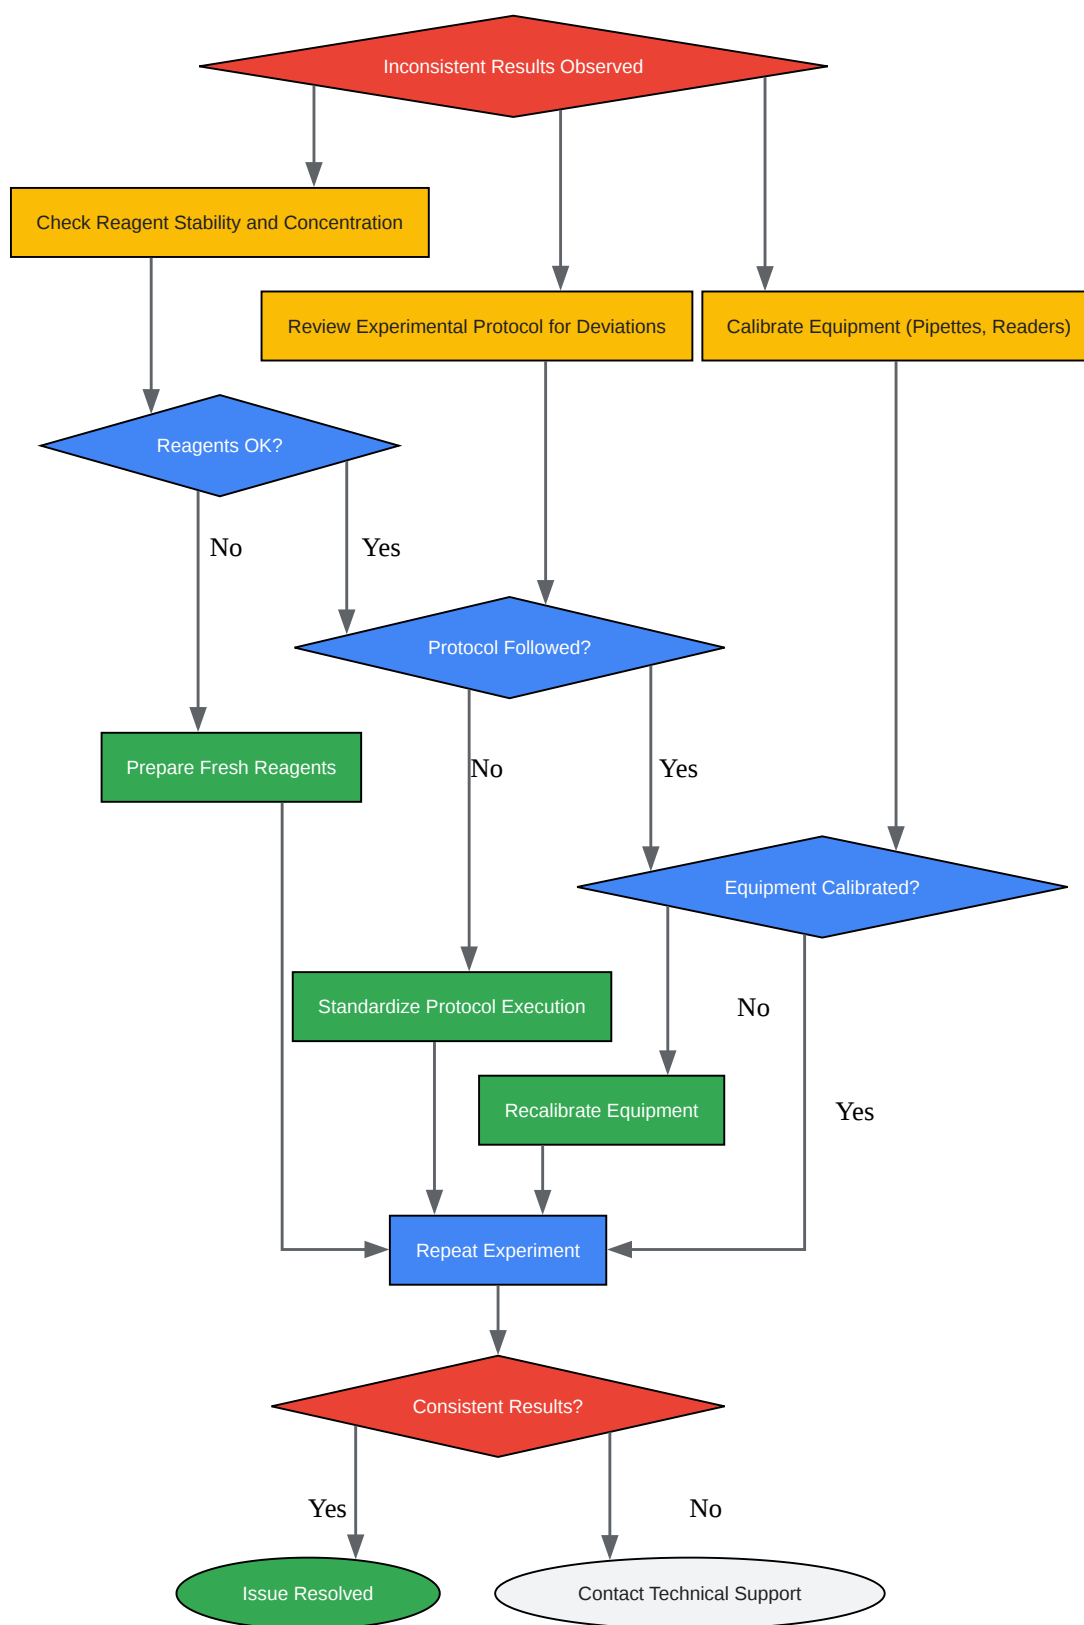 Inconsistent Results Observed
Check Reagent Stability and Concentration
Review Experimental Protocol for Deviations
Calibrate Equipment (Pipettes, Readers)
Reagents OK?
No
Yes
Protocol Followed?
Prepare Fresh Reagents
No
Yes
Equipment Calibrated?
Standardize Protocol Execution
No
Recalibrate Equipment
Yes
Repeat Experiment
Consistent Results?
Yes
No
Issue Resolved
Contact Technical Support